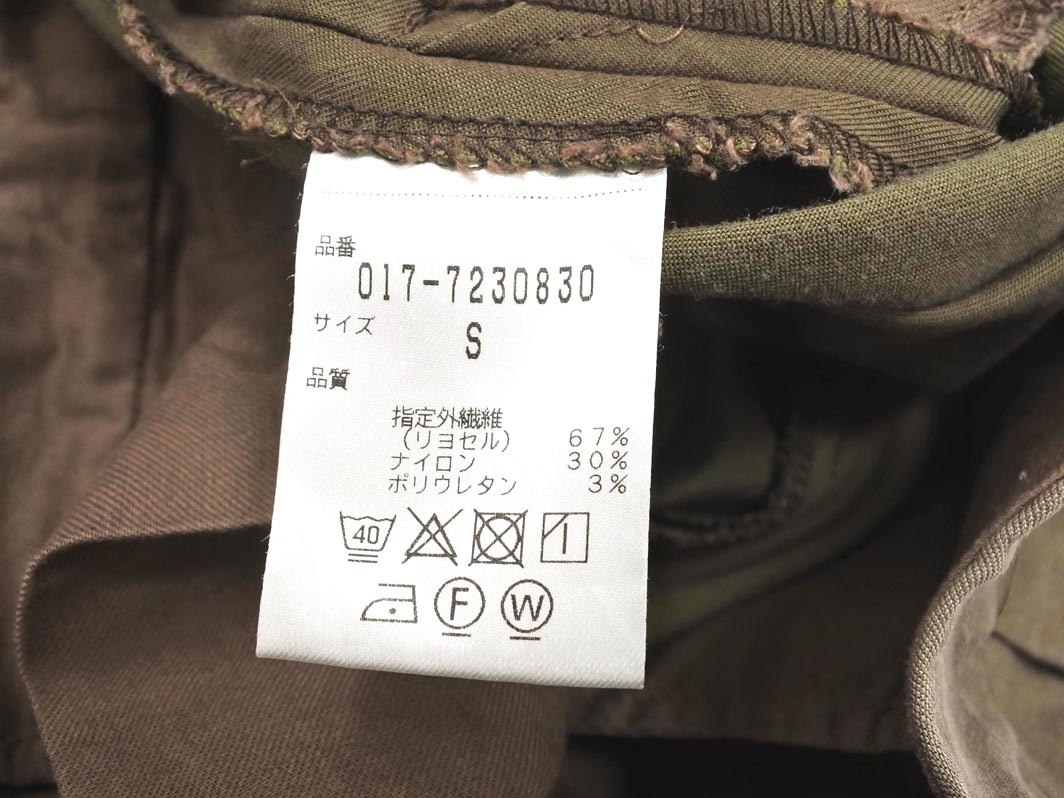 品番
017-7230830
サイズ
S
品質
指定外繊維
（リヨセル） 67%
ナイロン 30%
ポリウレタン 3%
40
F W